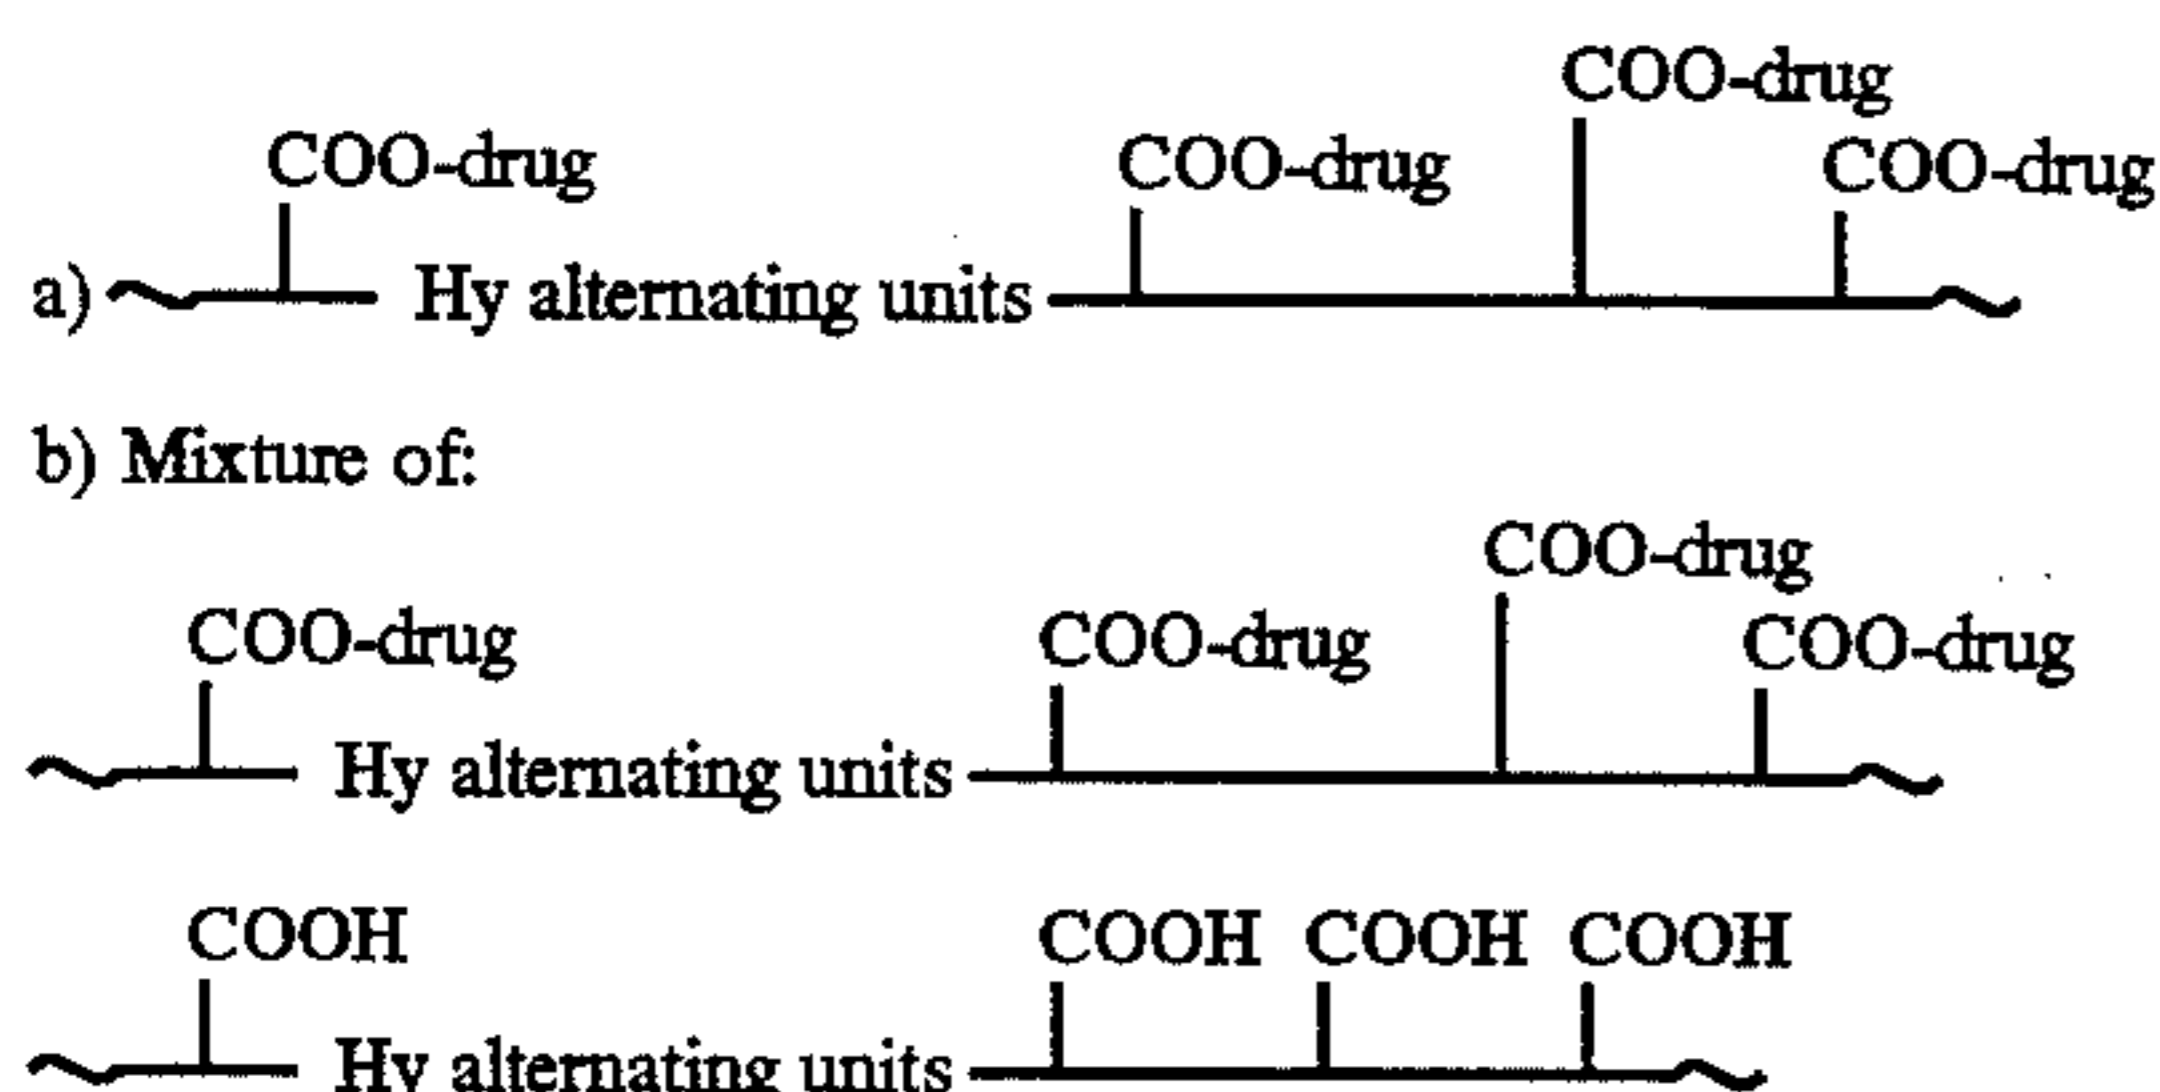 COO-drug
COO-drug COO-drug COO-drug
a) Hy alternating units
b) Mixture of:
COO-drug
COO-drug COO-drug COO-drug
Hy alternating units
COOH COOH COOH COOH
Hy alternating units